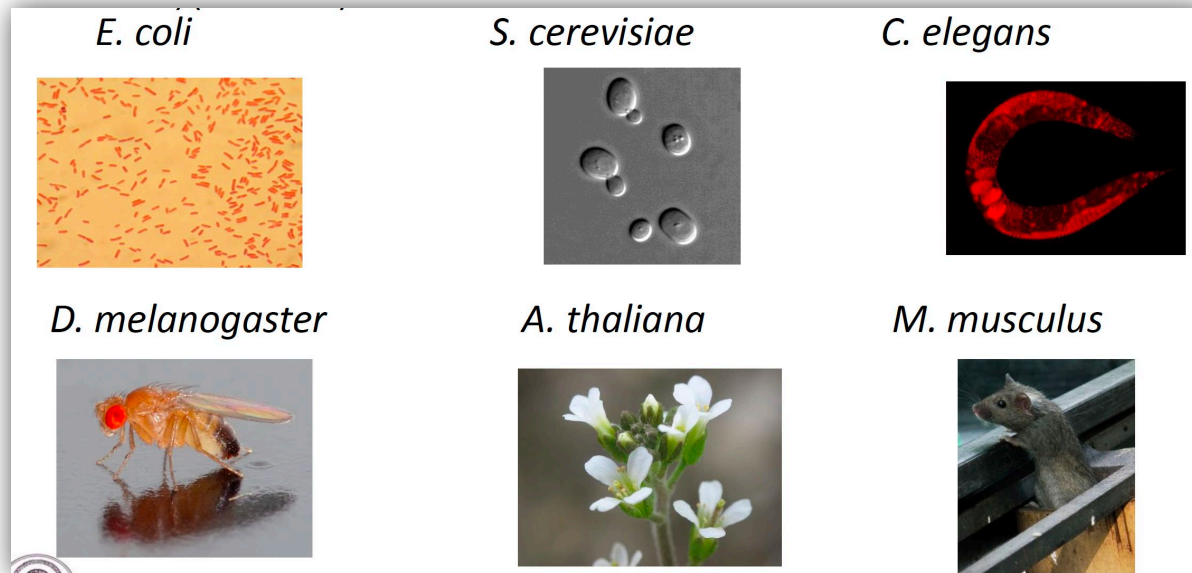 E. coli
S. cerevisiae
C. elegans
D. melanogaster
A. thaliana
M. musculus